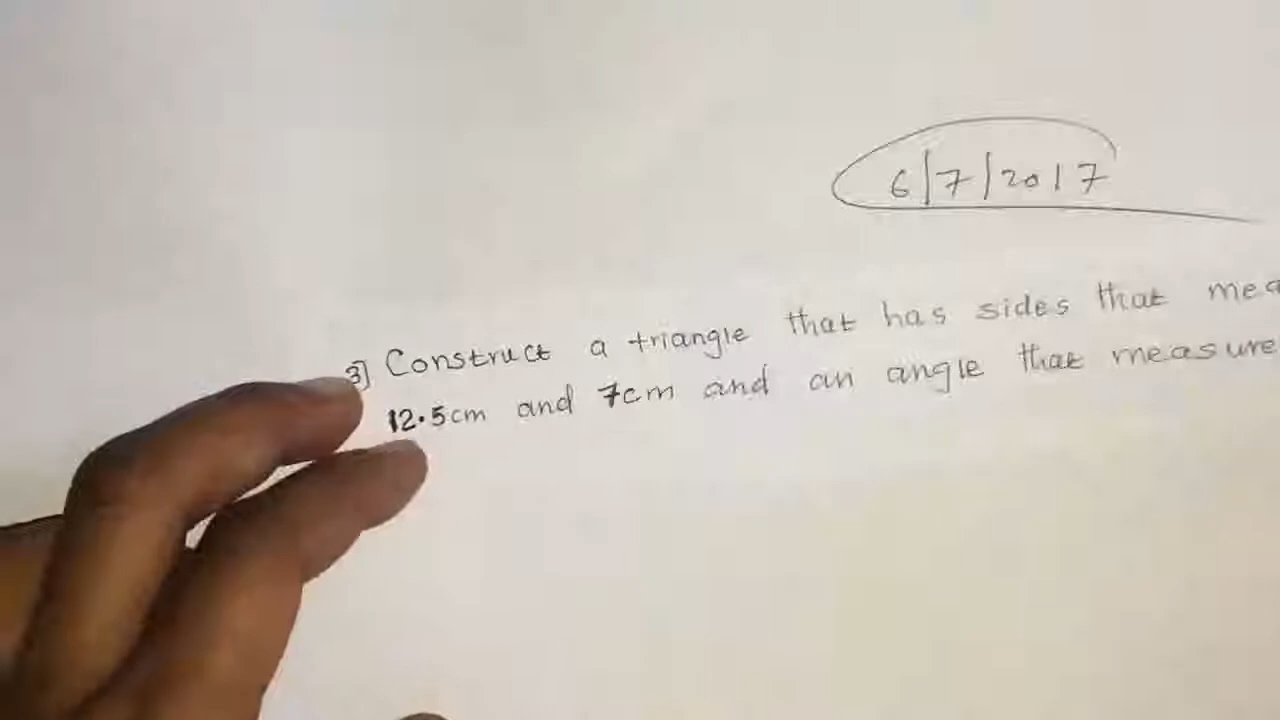 6/7/2017
3] Construct a triangle that has sides that
12.5cm and 7cm and an angle that measure